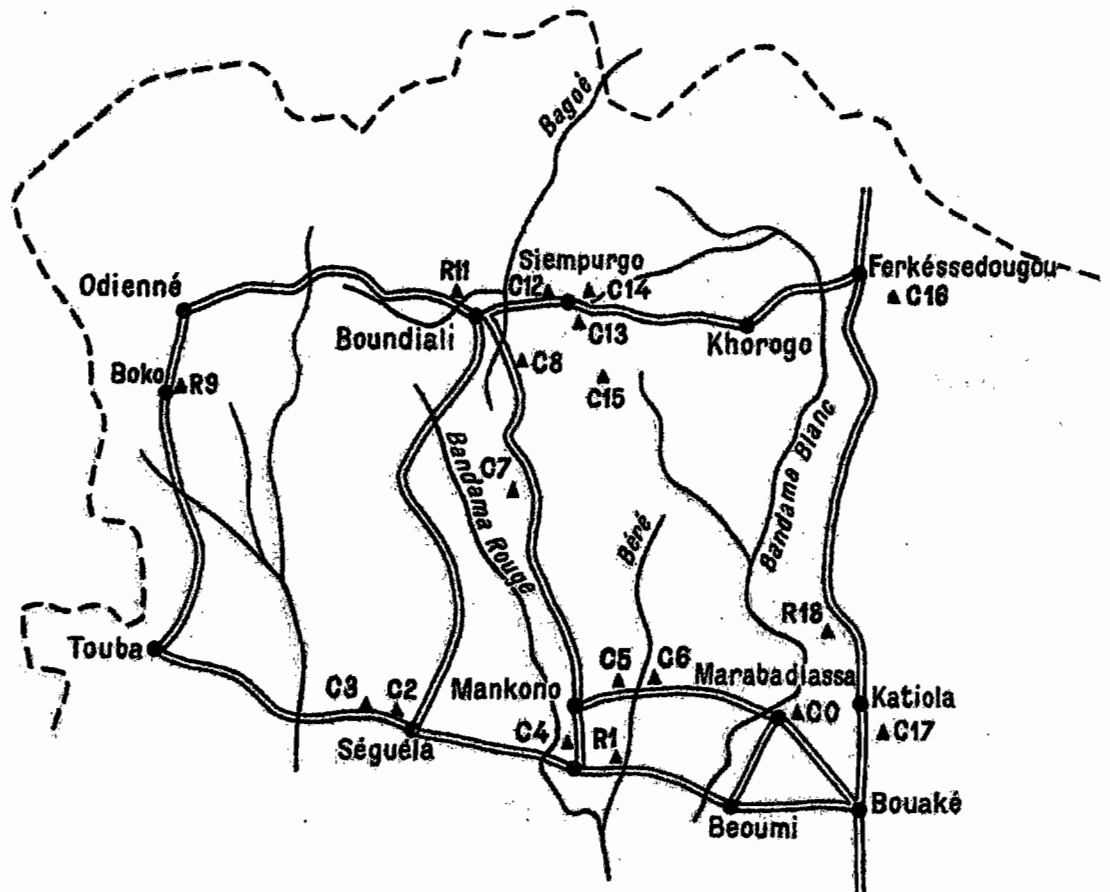 Bagoé
Siempurgo
R11
C12
C14
Ferkéssedougou
C16
Odienné
Boundiali
C13
Khorogo
C8
Boko
R9
C15
Bandama Rouge
C7
Bandama Blanc
Béré
R18
Touba
C5
C6
Marabadiassa
C3
C2
Mankono
Katiola
C0
C17
Séguéla
C4
R1
Beoumi
Bouaké